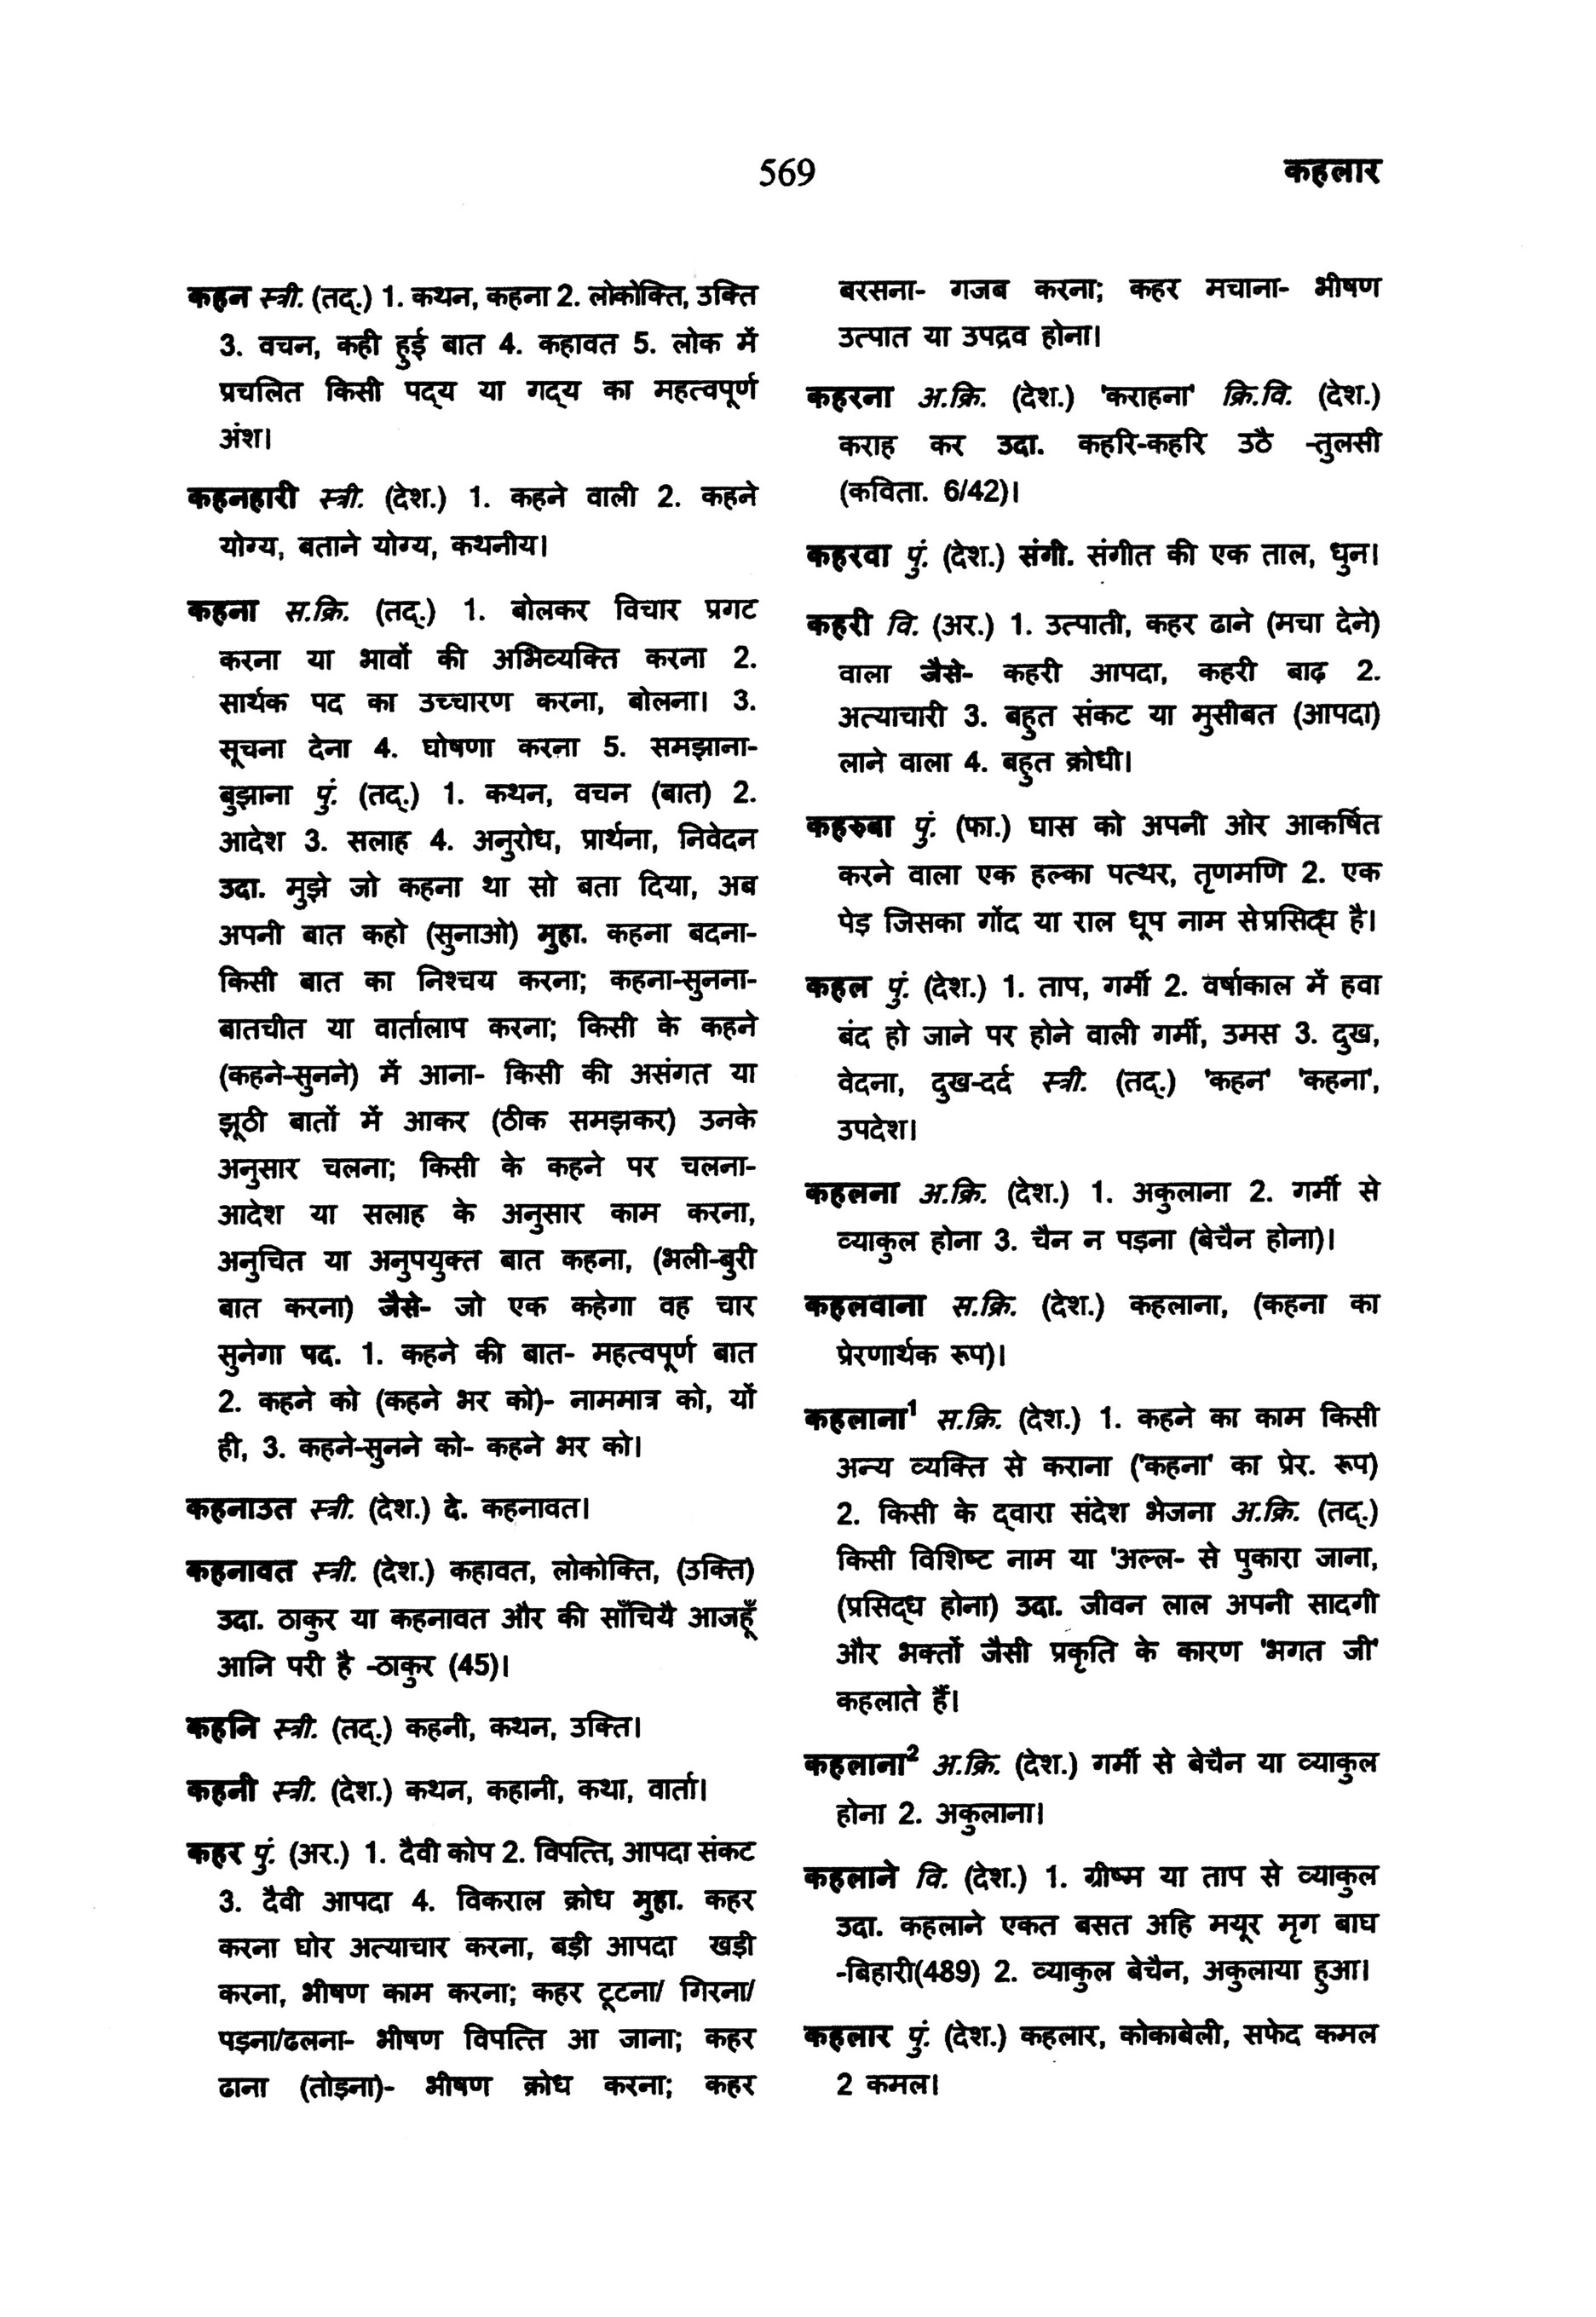 569
कहलार
कहन स्त्री. (तद्.) 1. कथन, कहना 2. लोकोक्ति, उक्ति
3. वचन, कही हुई बात 4. कहावत 5. लोक में
प्रचलित किसी पद्य या गद्य का महत्वपूर्ण
अंश।
कहनहारी स्त्री. (देश.) 1. कहने वाली 2. कहने
योग्य, बताने योग्य, कथनीय।
कहना स.क्रि. (तद्.) 1. बोलकर विचार प्रगट
करना या भावों की अभिव्यक्ति करना 2.
सार्थक पद का उच्चारण करना, बोलना। 3.
सूचना देना 4. घोषणा करना 5. समझाना-
बुझाना पुं. (तद्.) 1. कथन, वचन (बात) 2.
आदेश 3. सलाह 4. अनुरोध, प्रार्थना, निवेदन
उदा. मुझे जो कहना था सो बता दिया, अब
अपनी बात कहो (सुनाओ) मुहा. कहना बदना-
किसी बात का निश्चय करना; कहना-सुनना-
बातचीत या वार्तालाप करना; किसी के कहने
(कहने-सुनने) में आना- किसी की असंगत या
झूठी बातों में आकर (ठीक समझकर) उनके
अनुसार चलना; किसी के कहने पर चलना-
आदेश या सलाह के अनुसार काम करना,
अनुचित या अनुपयुक्त बात कहना, (भली-बुरी
बात करना) जैसे- जो एक कहेगा वह चार
सुनेगा पद. 1. कहने की बात- महत्वपूर्ण बात
2. कहने को (कहने भर को)- नाममात्र को, यों
ही, 3. कहने-सुनने को- कहने भर को।
कहनाउत स्त्री. (देश.) दे. कहनावत।
कहनावत स्त्री. (देश.) कहावत, लोकोक्ति, (उक्ति)
उदा. ठाकुर या कहनावत और की साँचियै आजहूँ
आनि परी है -ठाकुर (45)।
कहनि स्त्री. (तद्.) कहनी, कथन, उक्ति।
कहनी स्त्री. (देश.) कथन, कहानी, कथा, वार्ता।
कहर पुं. (अर.) 1. दैवी कोप 2. विपत्ति, आपदा संकट
3. दैवी आपदा 4. विकराल क्रोध मुहा. कहर
करना घोर अत्याचार करना, बड़ी आपदा खड़ी
करना, भीषण काम करना; कहर टूटना/ गिरना/
पड़ना/ढलना- भीषण विपत्ति आ जाना; कहर
ढाना (तोड़ना)- भीषण क्रोध करना; कहर
बरसना- गजब करना; कहर मचाना- भीषण
उत्पात या उपद्रव होना।
कहरना अ.क्रि. (देश.) 'कराहना' क्रि.वि. (देश.)
कराह कर उदा. कहरि-कहरि उठै -तुलसी
(कविता. 6/42)।
कहरवा पुं. (देश.) संगी. संगीत की एक ताल, धुन।
कहरी वि. (अर.) 1. उत्पाती, कहर ढाने (मचा देने)
वाला जैसे- कहरी आपदा, कहरी बाढ़ 2.
अत्याचारी 3. बहुत संकट या मुसीबत (आपदा)
लाने वाला 4. बहुत क्रोधी।
कहरुबा पुं. (फा.) घास को अपनी ओर आकर्षित
करने वाला एक हल्का पत्थर, तृणमणि 2. एक
पेड़ जिसका गोंद या राल धूप नाम से प्रसिद्ध है।
कहल पुं. (देश.) 1. ताप, गर्मी 2. वर्षाकाल में हवा
बंद हो जाने पर होने वाली गर्मी, उमस 3. दुख,
वेदना, दुख-दर्द स्त्री. (तद्.) 'कहन' 'कहना',
उपदेश।
कहलना अ.क्रि. (देश.) 1. अकुलाना 2. गर्मी से
व्याकुल होना 3. चैन न पड़ना (बेचैन होना)।
कहलवाना स.क्रि. (देश.) कहलाना, (कहना का
प्रेरणार्थक रूप)।
कहलाना¹ स.क्रि. (देश.) 1. कहने का काम किसी
अन्य व्यक्ति से कराना ('कहना' का प्रेर. रूप)
2. किसी के द्वारा संदेश भेजना अ.क्रि. (तद्.)
किसी विशिष्ट नाम या 'अल्ल- से पुकारा जाना,
(प्रसिद्ध होना) उदा. जीवन लाल अपनी सादगी
और भक्तों जैसी प्रकृति के कारण 'भगत जी'
कहलाते हैं।
कहलाना² अ.क्रि. (देश.) गर्मी से बेचैन या व्याकुल
होना 2. अकुलाना।
कहलाने वि. (देश.) 1. ग्रीष्म या ताप से व्याकुल
उदा. कहलाने एकत बसत अहि मयूर मृग बाघ
-बिहारी(489) 2. व्याकुल बेचैन, अकुलाया हुआ।
कहलार पुं. (देश.) कहलार, कोकाबेली, सफेद कमल
2 कमल।